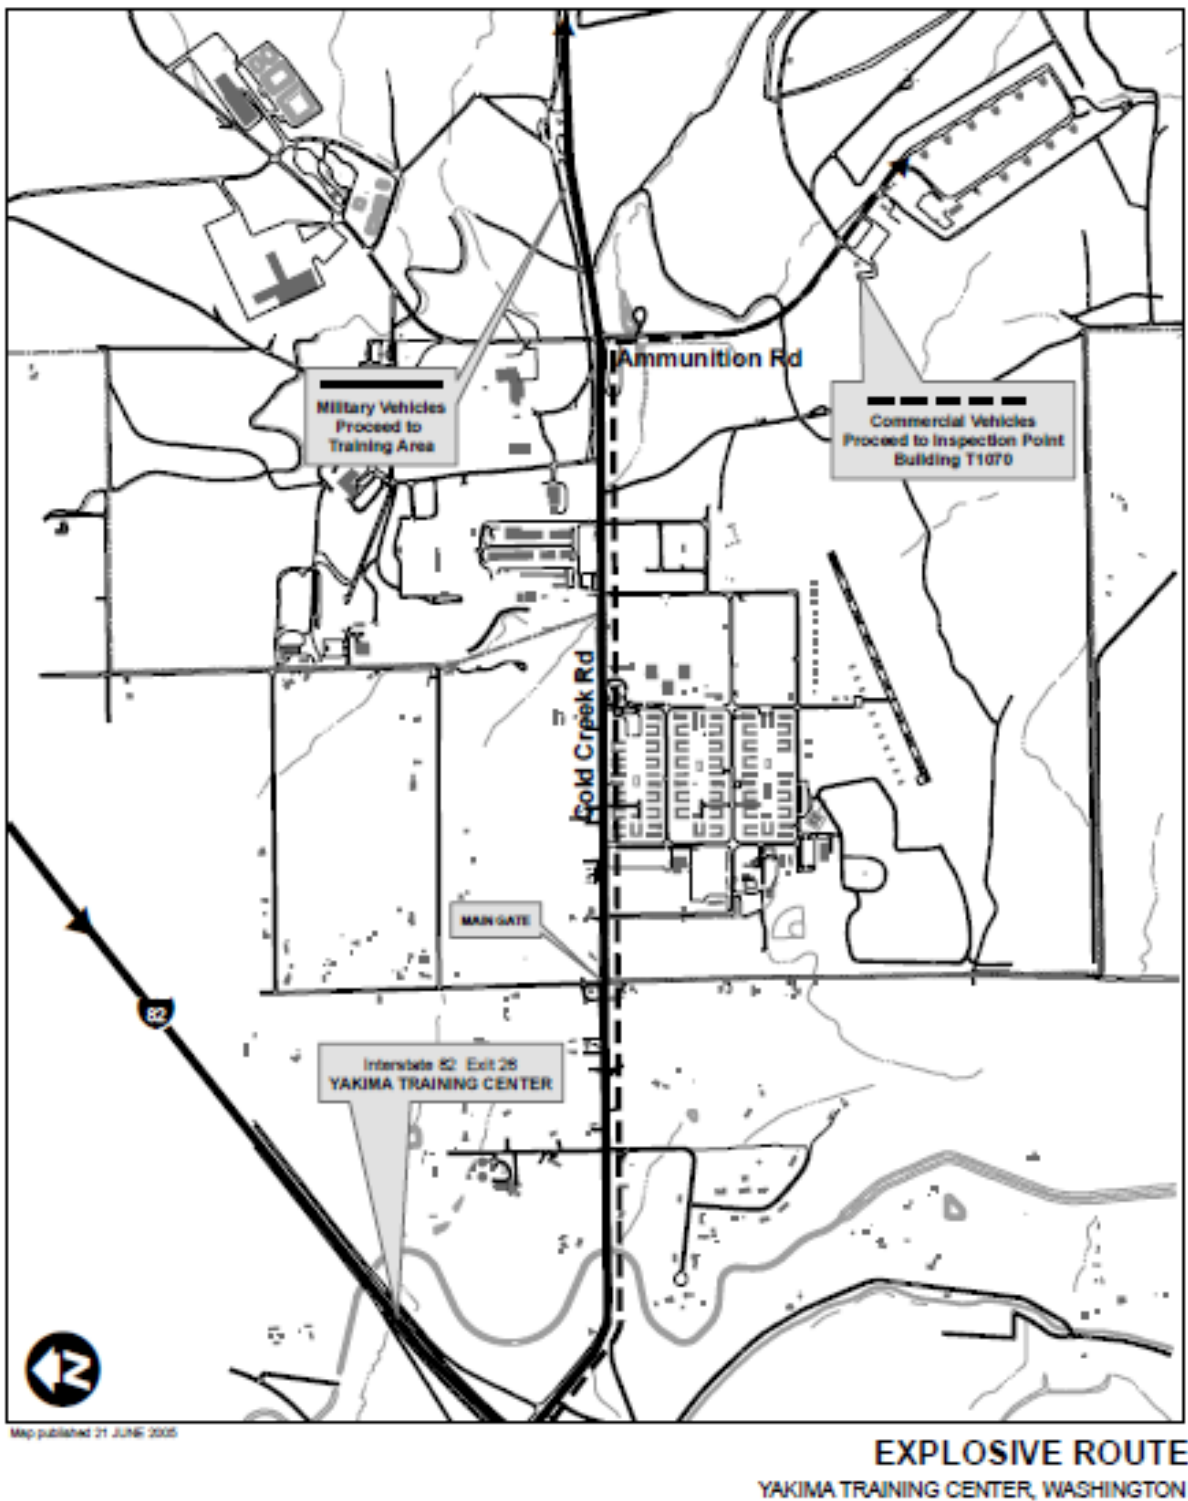 Ammunition Rd
Military Vehicles
Proceed to
Training Area
Commercial Vehicles
Proceed to Inspection Point
Building T1070
Cold Creek Rd
MAIN GATE
82
Interstate 82 Exit 26
YAKIMA TRAINING CENTER
N
Map published 21 JUNE 2005
EXPLOSIVE ROUTE
YAKIMA TRAINING CENTER, WASHINGTON